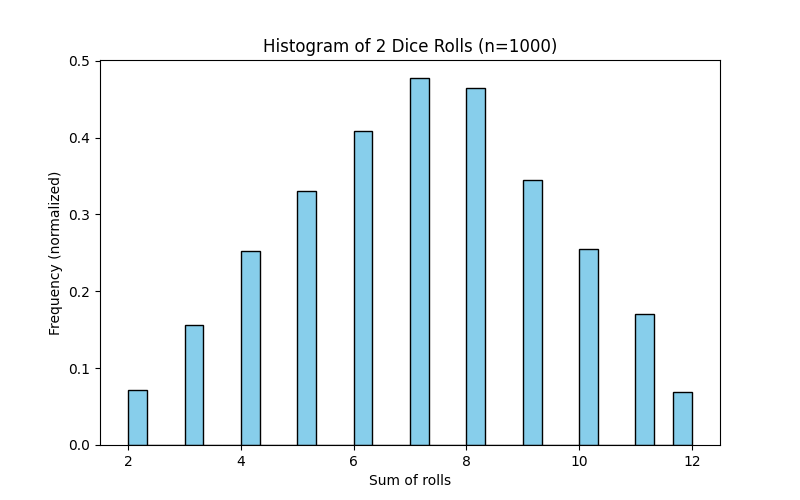 Histogram of 2 Dice Rolls (n=1000)
Frequency (normalized)
0.5
0.4
0.3
0.2
0.1
0.0
2 4 6 8 10 12
Sum of rolls